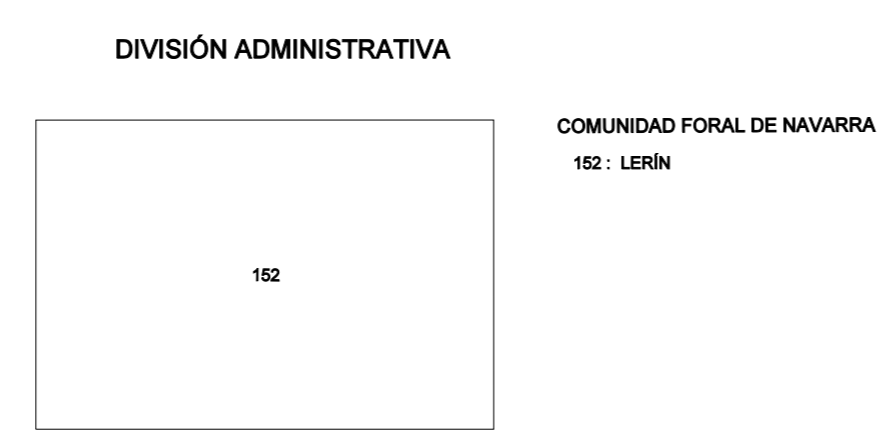 DIVISIÓN ADMINISTRATIVA
COMUNIDAD FORAL DE NAVARRA
152 : LERÍN
152